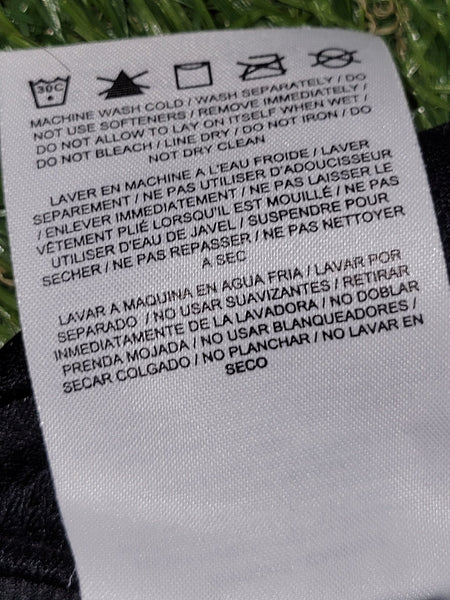 30C
MACHINE WASH COLD / WASH SEPARATELY / DO
NOT USE SOFTENERS / REMOVE IMMEDIATELY /
DO NOT ALLOW TO LAY ON ITSELF WHEN WET /
DO NOT BLEACH / LINE DRY / DO NOT IRON / DO
NOT DRY CLEAN
LAVER EN MACHINE A L'EAU FROIDE / LAVER
SEPAREMENT / NE PAS UTILISER D'ADOUCISSEUR
/ ENLEVER IMMEDIATEMENT / NE PAS LAISSER LE
VÊTEMENT PLIÉ LORSQU'IL EST MOUILLÉ / NE PAS
UTILISER D'EAU DE JAVEL / SUSPENDRE POUR
SECHER / NE PAS REPASSER / NE PAS NETTOYER
A SEC
LAVAR A MAQUINA EN AGUA FRIA / LAVAR POR
SEPARADO / NO USAR SUAVIZANTES / RETIRAR
INMEDIATAMENTE DE LA LAVADORA / NO DOBLAR
PRENDA MOJADA / NO USAR BLANQUEADORES /
SECAR COLGADO / NO PLANCHAR / NO LAVAR EN
SECO